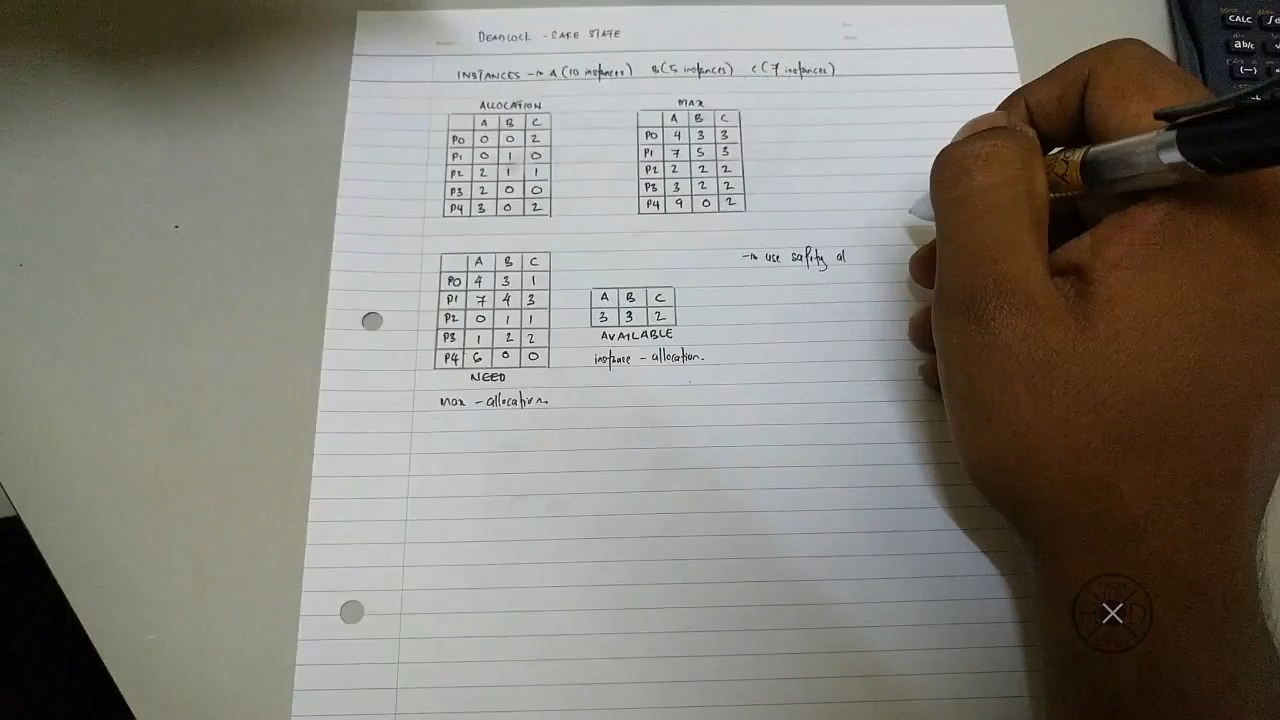 DEADLOCK - SAFE STATE
INSTANCES → A (10 instances) B (5 instances) C (7 instances)
ALLOCATION
A B C
P0 0 0 2
P1 0 1 0
P2 2 1 1
P3 2 0 0
P4 3 0 2
MAX
A B C
P0 4 3 3
P1 7 5 3
P2 2 2 2
P3 3 2 2
P4 9 0 2
A B C
P0 4 3 1
P1 7 4 3
P2 0 1 1
P3 1 2 2
P4 6 0 0
NEED
max - allocation
A B C
3 3 2
AVAILABLE
instance - allocation.
→ use safity al
CALC
ab/c
(-)